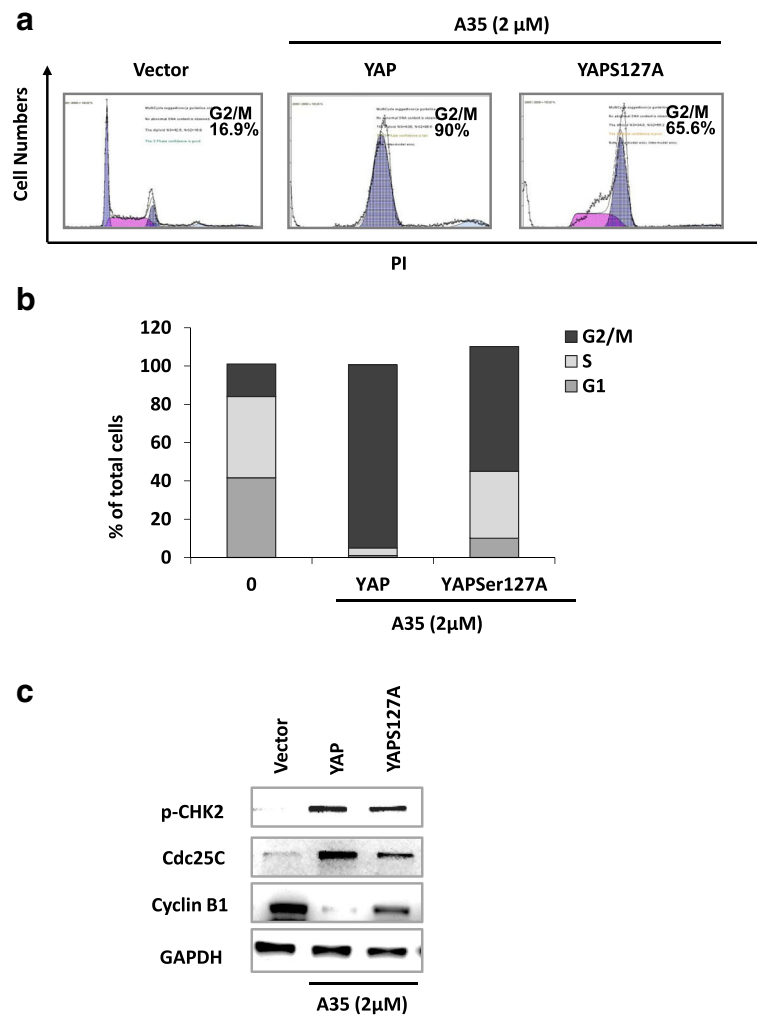 a
A35 (2 µM)
Vector
YAP
YAPS127A
Cell Numbers
G2/M
16.9%
G2/M
90%
G2/M
65.6%
PI
b
120
100
80
60
40
20
0
% of total cells
G2/M
S
G1
0
YAP
YAPSer127A
A35 (2µM)
c
Vector
YAP
YAPS127A
p-CHK2
Cdc25C
Cyclin B1
GAPDH
A35 (2µM)